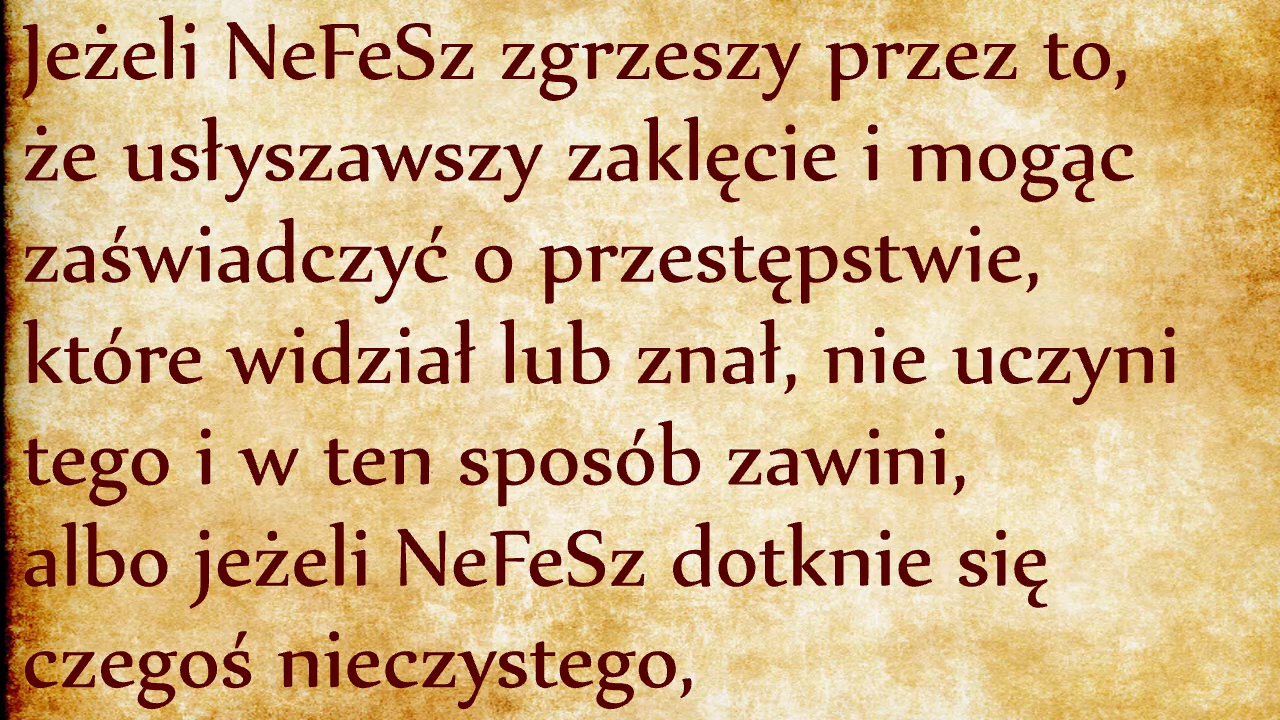 Jeżeli NeFeSz zgrzeszy przez to,
że usłyszawszy zaklęcie i mogąc
zaświadczyć o przestępstwie,
które widział lub znał, nie uczyni
tego i w ten sposób zawini,
albo jeżeli NeFeSz dotknie się
czegoś nieczystego,